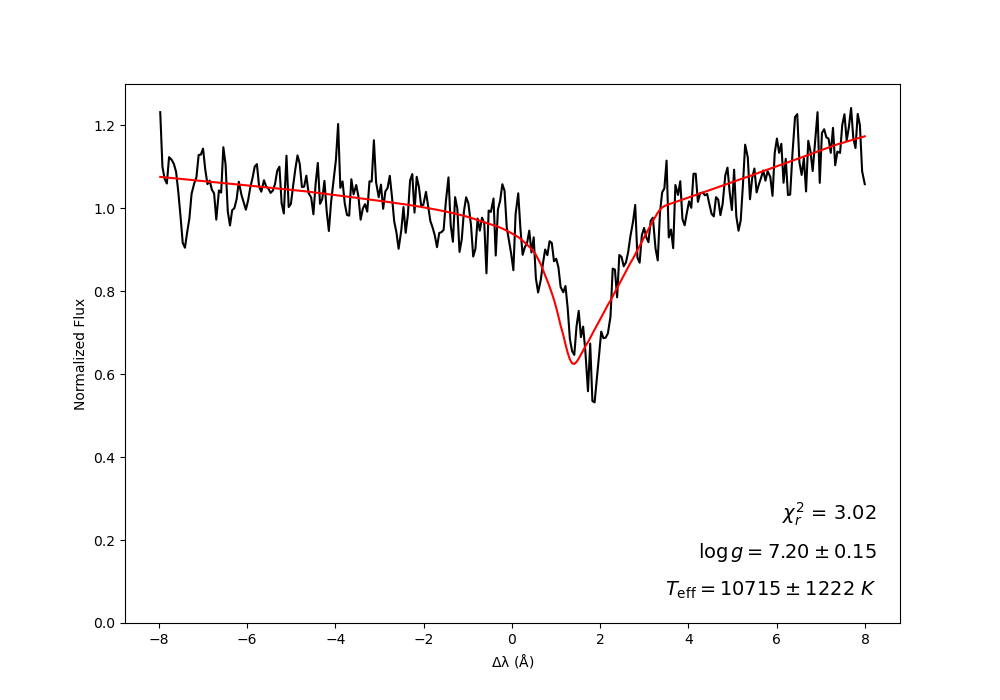 1.2
1.0
0.8
0.6
0.4
0.2
0.0
Normalized Flux
χ²ᵣ = 3.02
log g = 7.20 ± 0.15
T_eff = 10715 ± 1222 K
−8 −6 −4 −2 0 2 4 6 8
Δλ (Å)